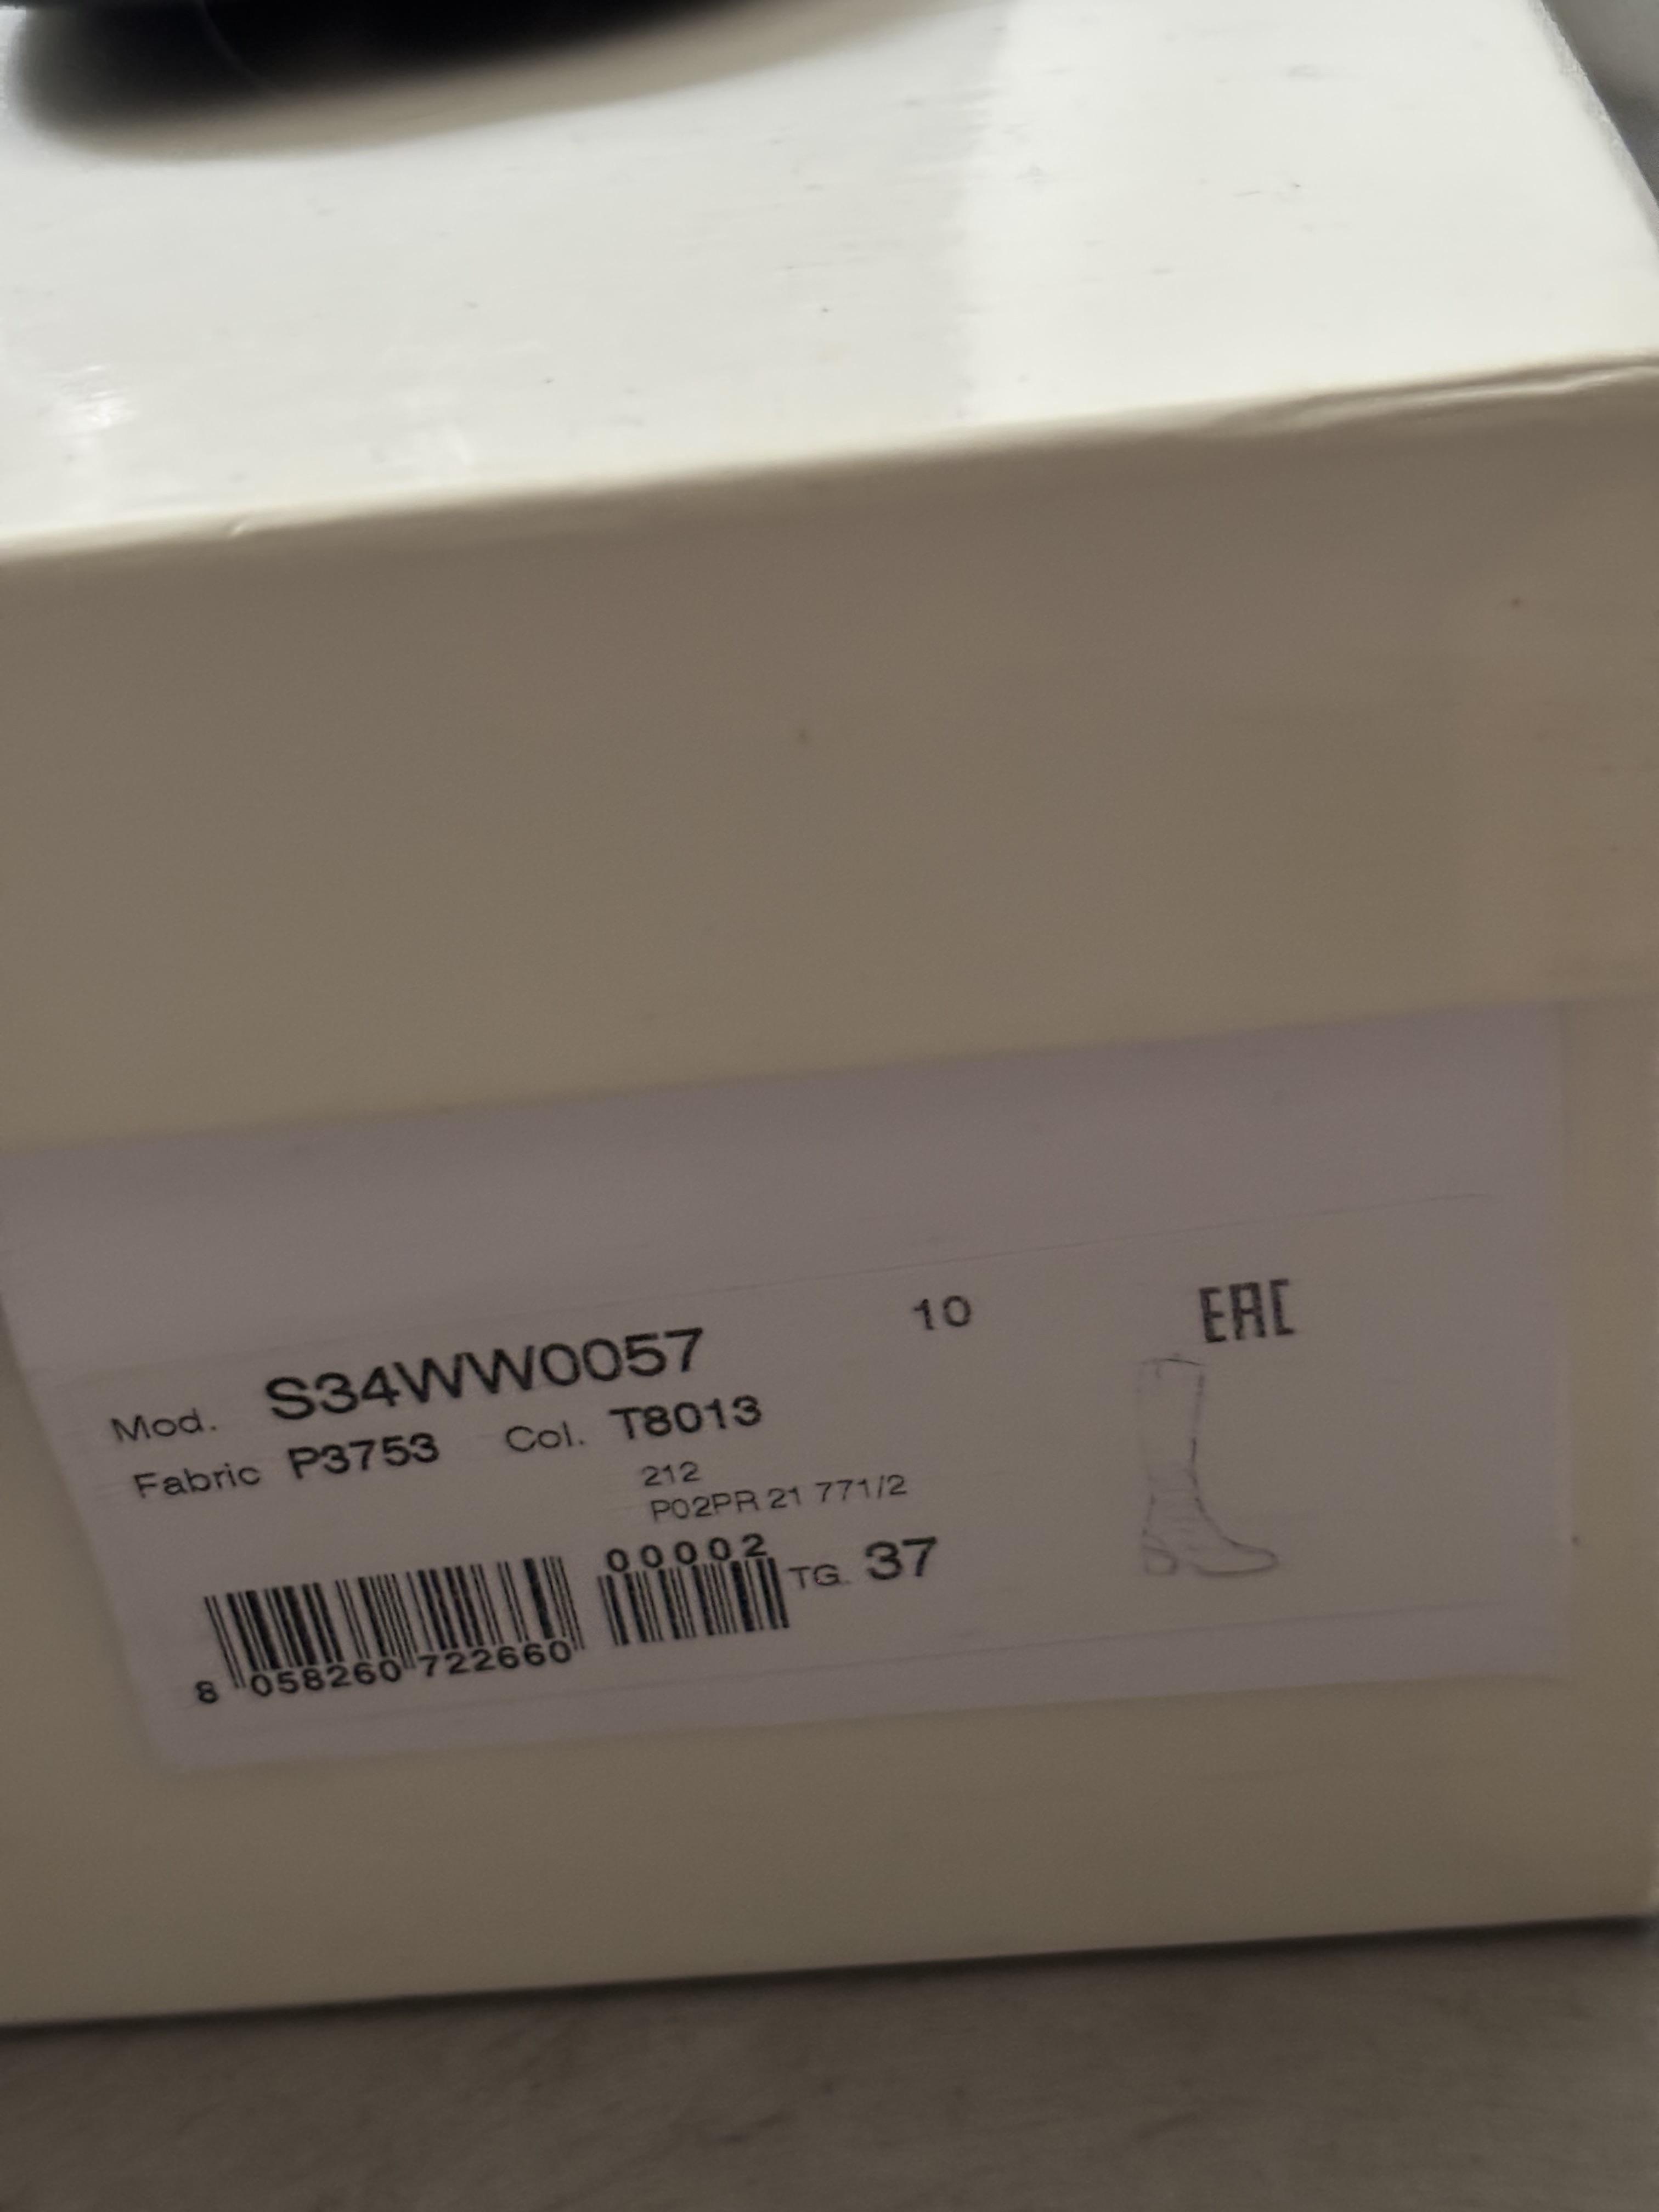 10
EAC
Mod. S34WW0057
Fabric P3753 Col. T8013
212
P02PR 21 771/2
00002
TG. 37
8 058260 722660